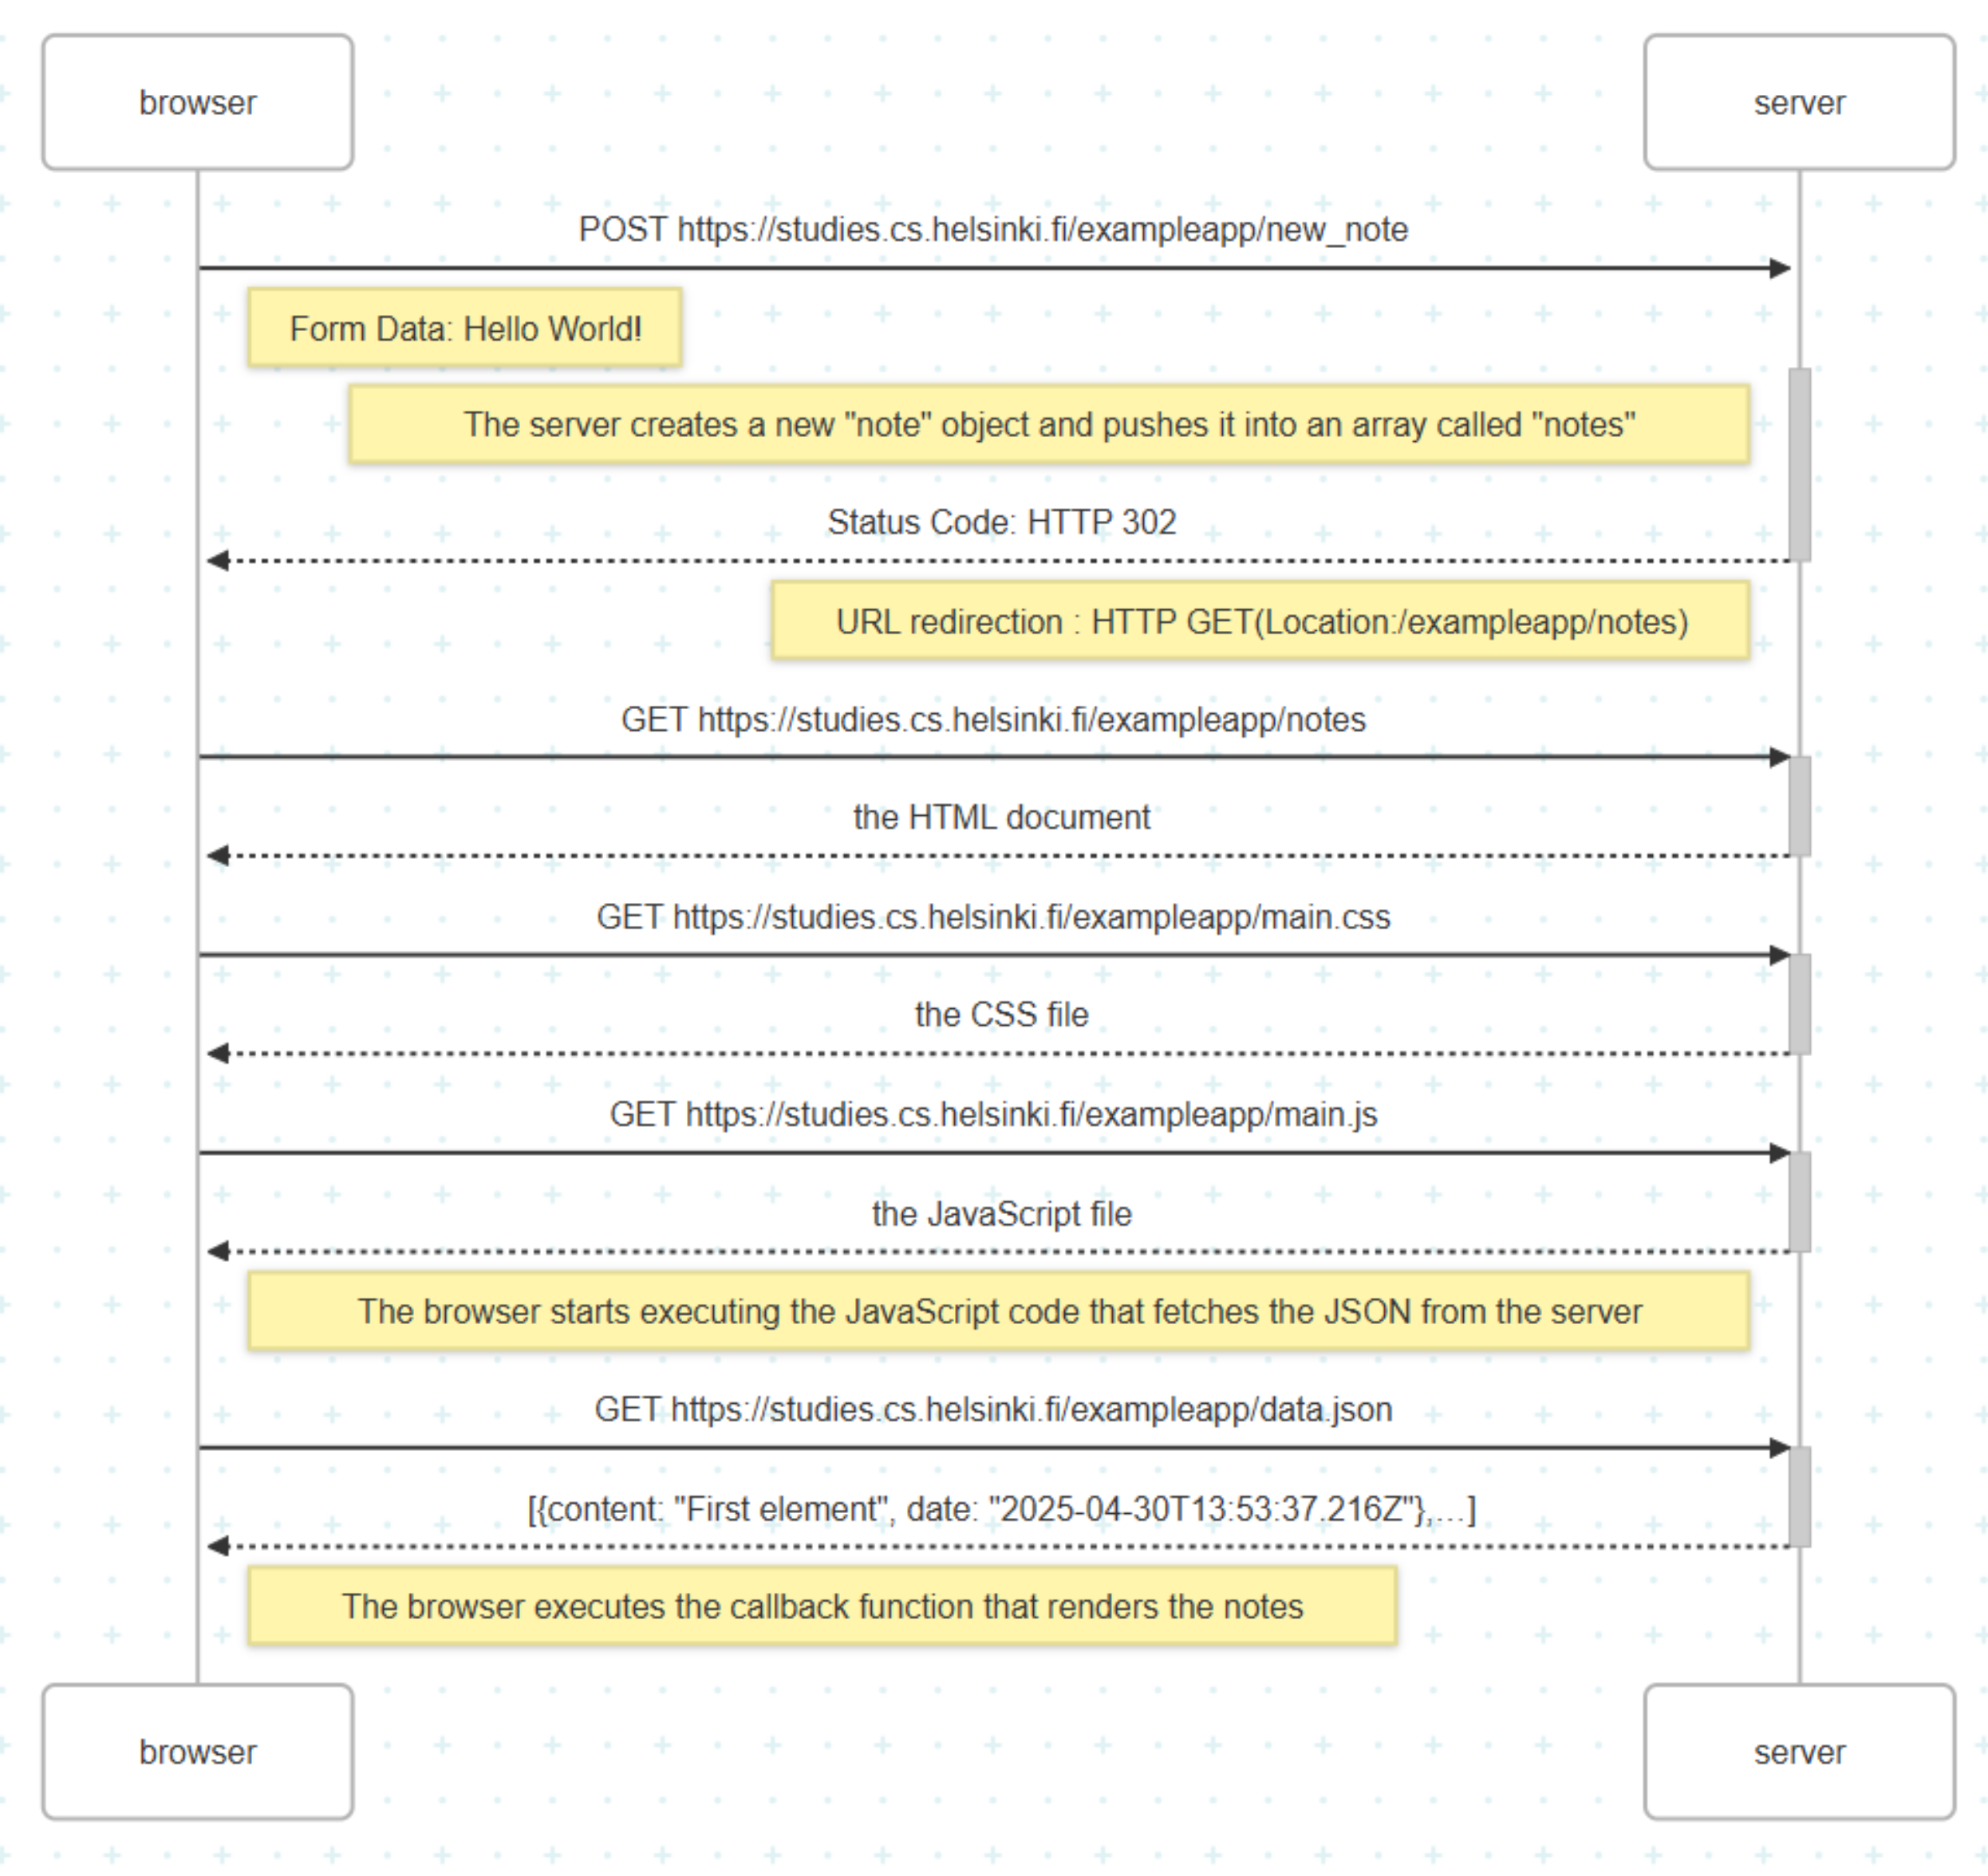 browser
server
POST https://studies.cs.helsinki.fi/exampleapp/new_note
Form Data: Hello World!
The server creates a new "note" object and pushes it into an array called "notes"
Status Code: HTTP 302
URL redirection : HTTP GET(Location:/exampleapp/notes)
GET https://studies.cs.helsinki.fi/exampleapp/notes
the HTML document
GET https://studies.cs.helsinki.fi/exampleapp/main.css
the CSS file
GET https://studies.cs.helsinki.fi/exampleapp/main.js
the JavaScript file
The browser starts executing the JavaScript code that fetches the JSON from the server
GET https://studies.cs.helsinki.fi/exampleapp/data.json
[{content: "First element", date: "2025-04-30T13:53:37.216Z"},…]
The browser executes the callback function that renders the notes
browser
server